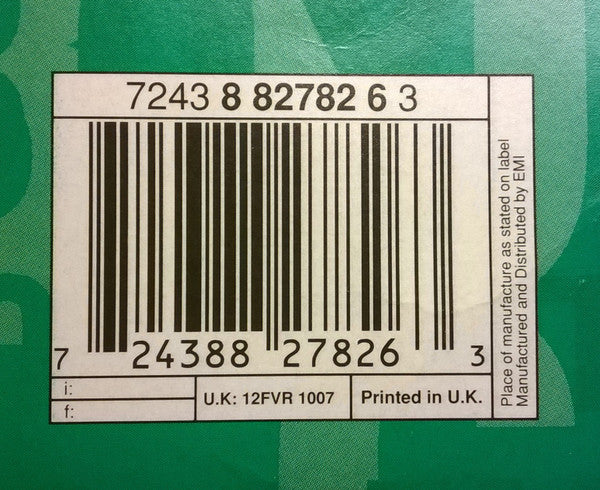 7243 8 82782 6 3
7 24388 27826 3
i:
f:
U.K: 12FVR 1007
Printed in U.K.
Place of manufacture as stated on label
Manufactured and Distributed by EMI